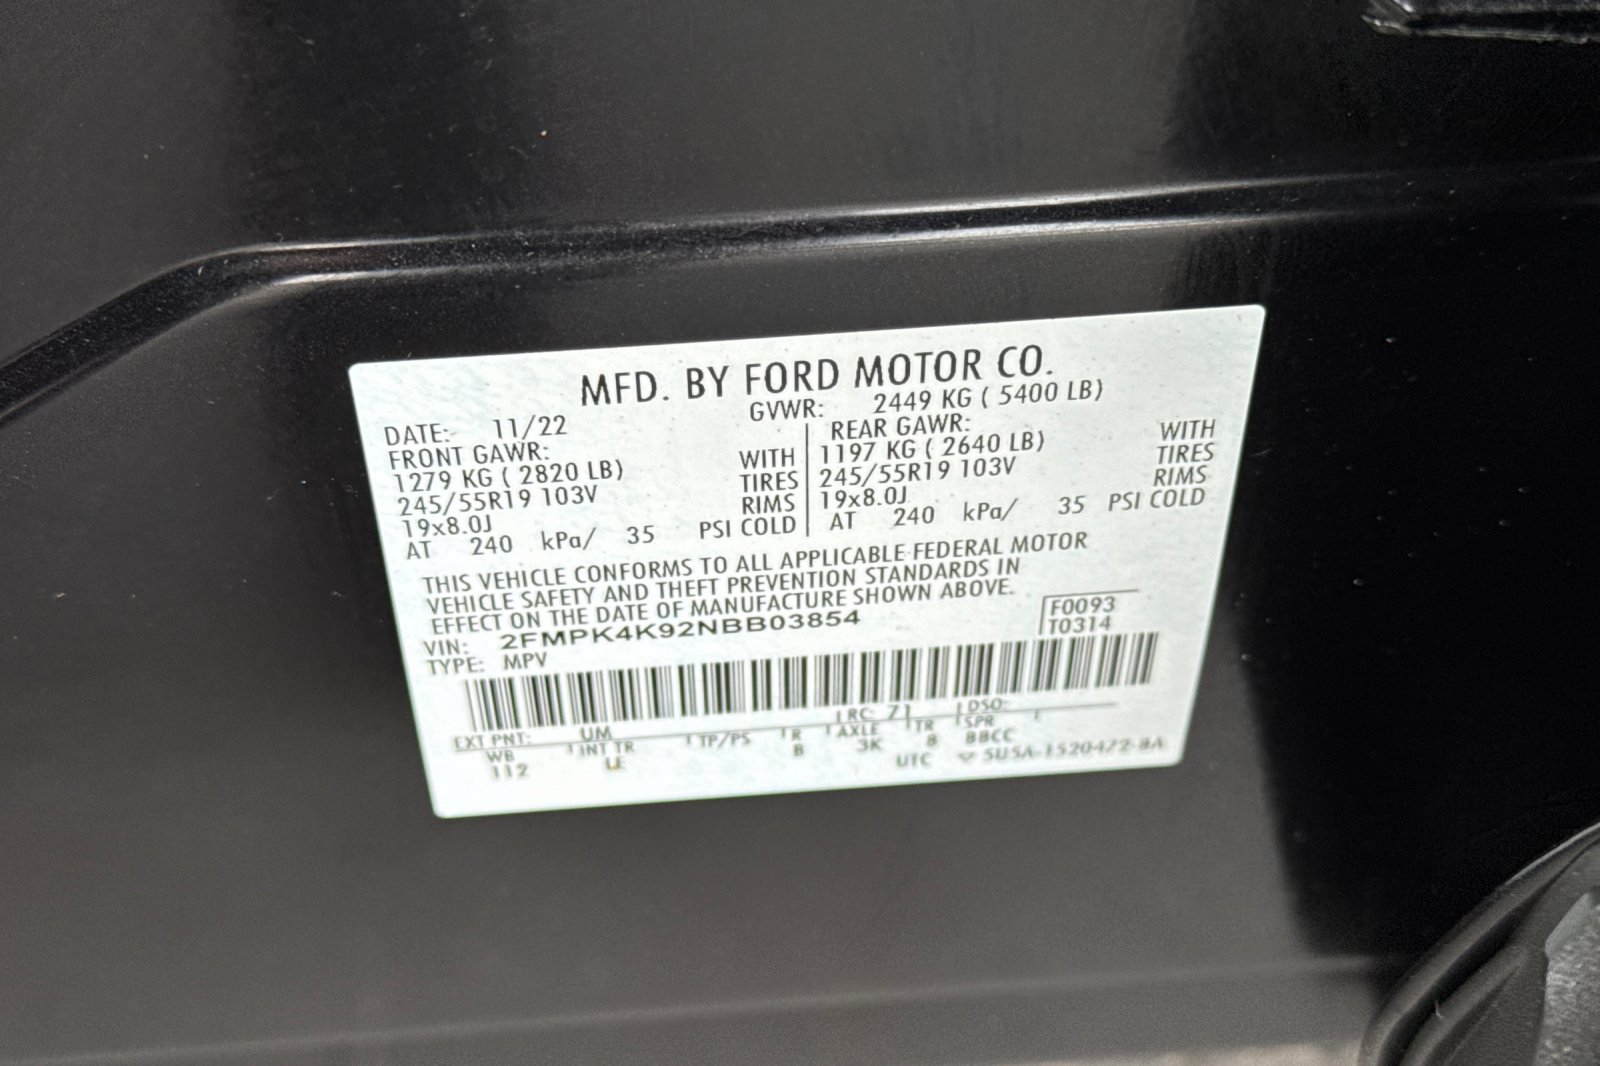 MFD. BY FORD MOTOR CO.
DATE: 11/22 GVWR: 2449 KG ( 5400 LB)
FRONT GAWR: REAR GAWR:
1279 KG ( 2820 LB) WITH 1197 KG ( 2640 LB) WITH
245/55R19 103V TIRES 245/55R19 103V TIRES
19x8.0J RIMS 19x8.0J RIMS
AT 240 kPa/ 35 PSI COLD AT 240 kPa/ 35 PSI COLD
THIS VEHICLE CONFORMS TO ALL APPLICABLE FEDERAL MOTOR
VEHICLE SAFETY AND THEFT PREVENTION STANDARDS IN
EFFECT ON THE DATE OF MANUFACTURE SHOWN ABOVE.
VIN: 2FMPK4K92NBB03854 F0093
TYPE: MPV T0314
EXT PNT: UM RC: 71 DSO:
WB INT TR TP/PS R AXLE TR SPR
112 LE B 3K 8 BBCC
UTC ▽ 5U5A-1520472-BA